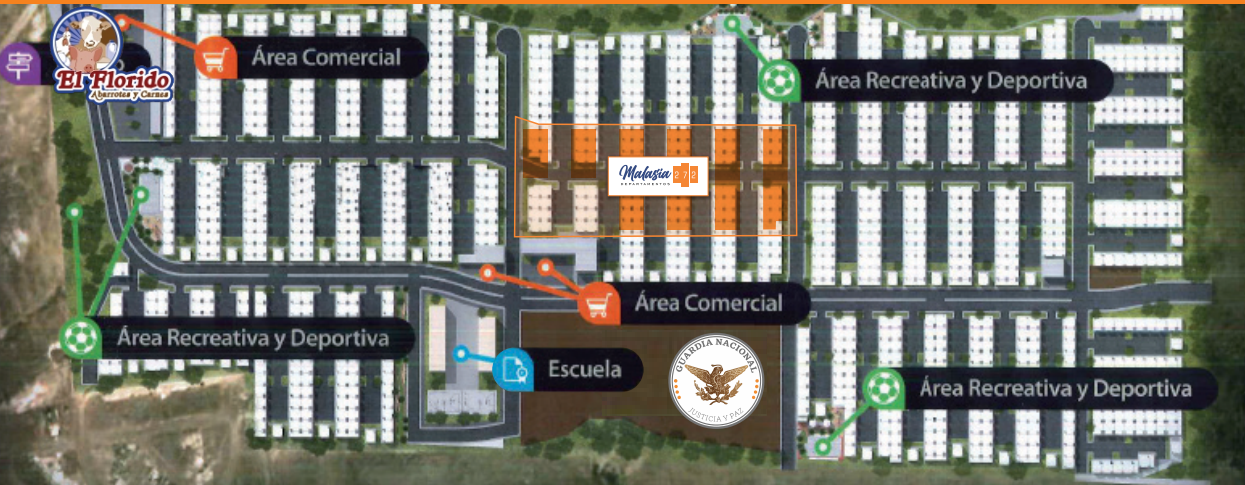 El Florido
Abarrotes y Carnes
Área Comercial
Área Recreativa y Deportiva
Malasia 272
DEPARTAMENTOS
Área Comercial
Área Recreativa y Deportiva
Escuela
GUARDIA NACIONAL
JUSTICIA Y PAZ
Área Recreativa y Deportiva